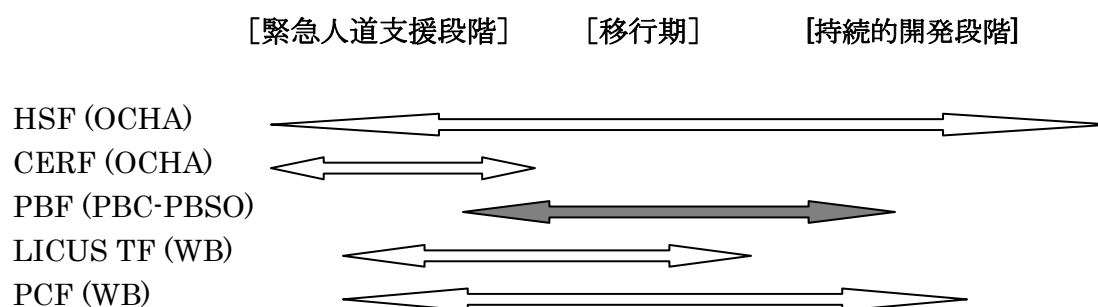 ［緊急人道支援段階］　［移行期］　[持続的開発段階]
HSF (OCHA)
CERF (OCHA)
PBF (PBC-PBSO)
LICUS TF (WB)
PCF (WB)